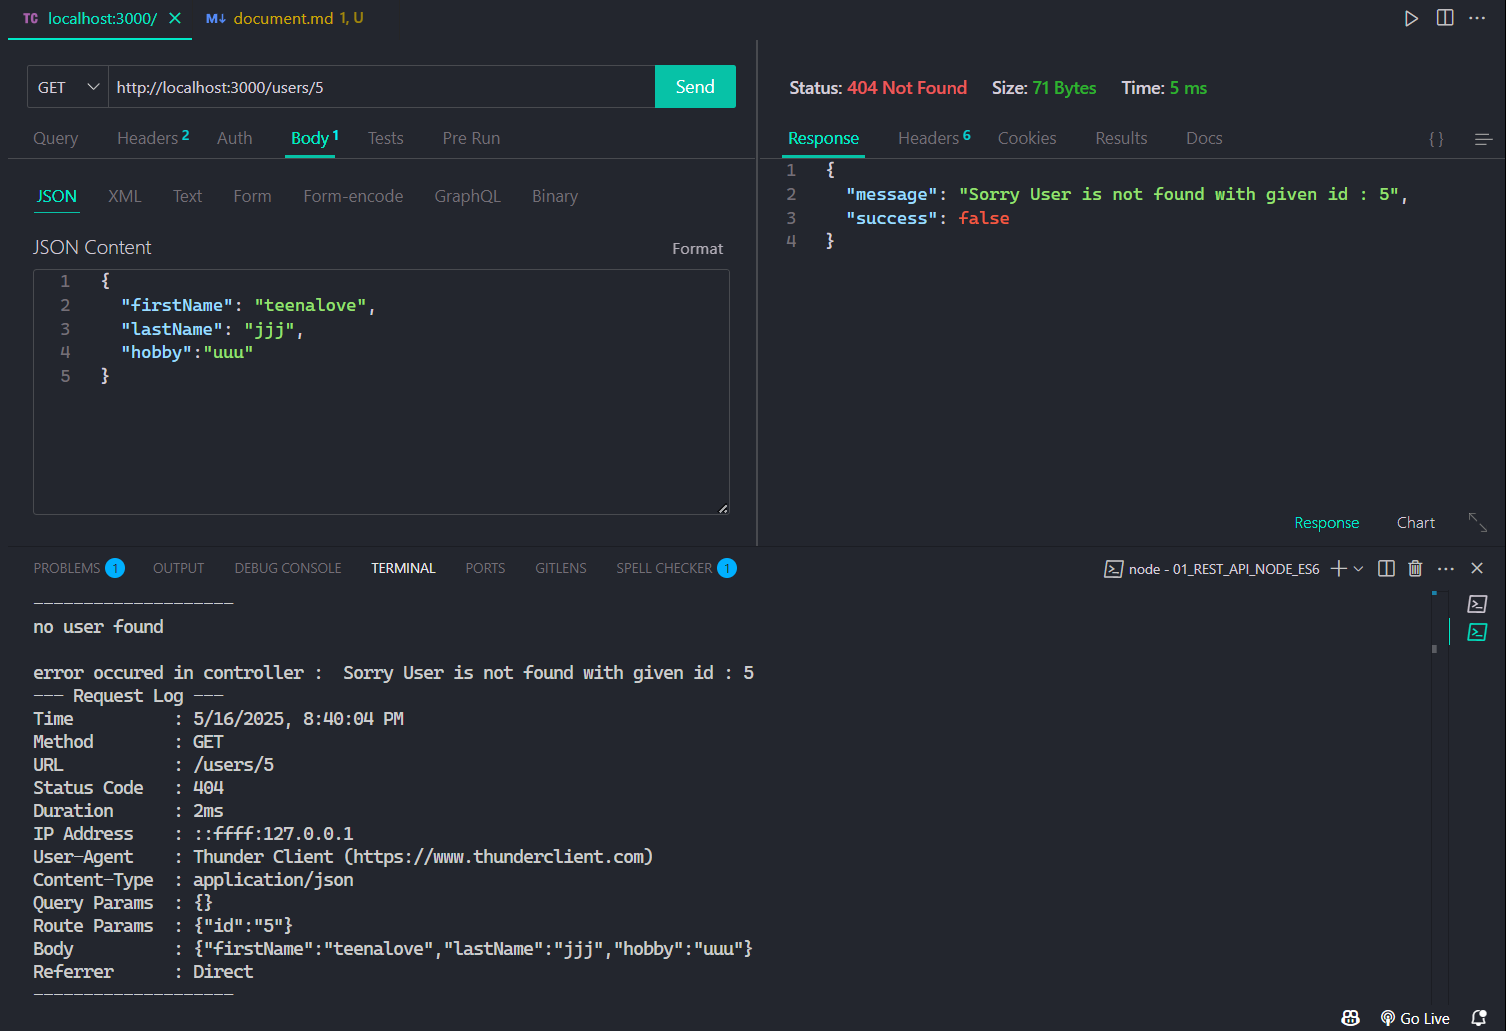 TC localhost:3000/ ✕ M↓ document.md 1, U
GET http://localhost:3000/users/5 Send
Query Headers 2 Auth Body 1 Tests Pre Run
JSON XML Text Form Form-encode GraphQL Binary
JSON Content Format
1 {
2 "firstName": "teenalove",
3 "lastName": "jjj",
4 "hobby":"uuu"
5 }
Status: 404 Not Found Size: 71 Bytes Time: 5 ms
Response Headers 6 Cookies Results Docs { }
1 {
2 "message": "Sorry User is not found with given id : 5",
3 "success": false
4 }
Response Chart
PROBLEMS 1 OUTPUT DEBUG CONSOLE TERMINAL PORTS GITLENS SPELL CHECKER 1 node - 01_REST_API_NODE_ES6
--------------------
no user found
error occured in controller :  Sorry User is not found with given id : 5
--- Request Log ---
Time : 5/16/2025, 8:40:04 PM
Method : GET
URL : /users/5
Status Code : 404
Duration : 2ms
IP Address : ::ffff:127.0.0.1
User-Agent : Thunder Client (https://www.thunderclient.com)
Content-Type : application/json
Query Params : {}
Route Params : {"id":"5"}
Body : {"firstName":"teenalove","lastName":"jjj","hobby":"uuu"}
Referrer : Direct
--------------------
Go Live